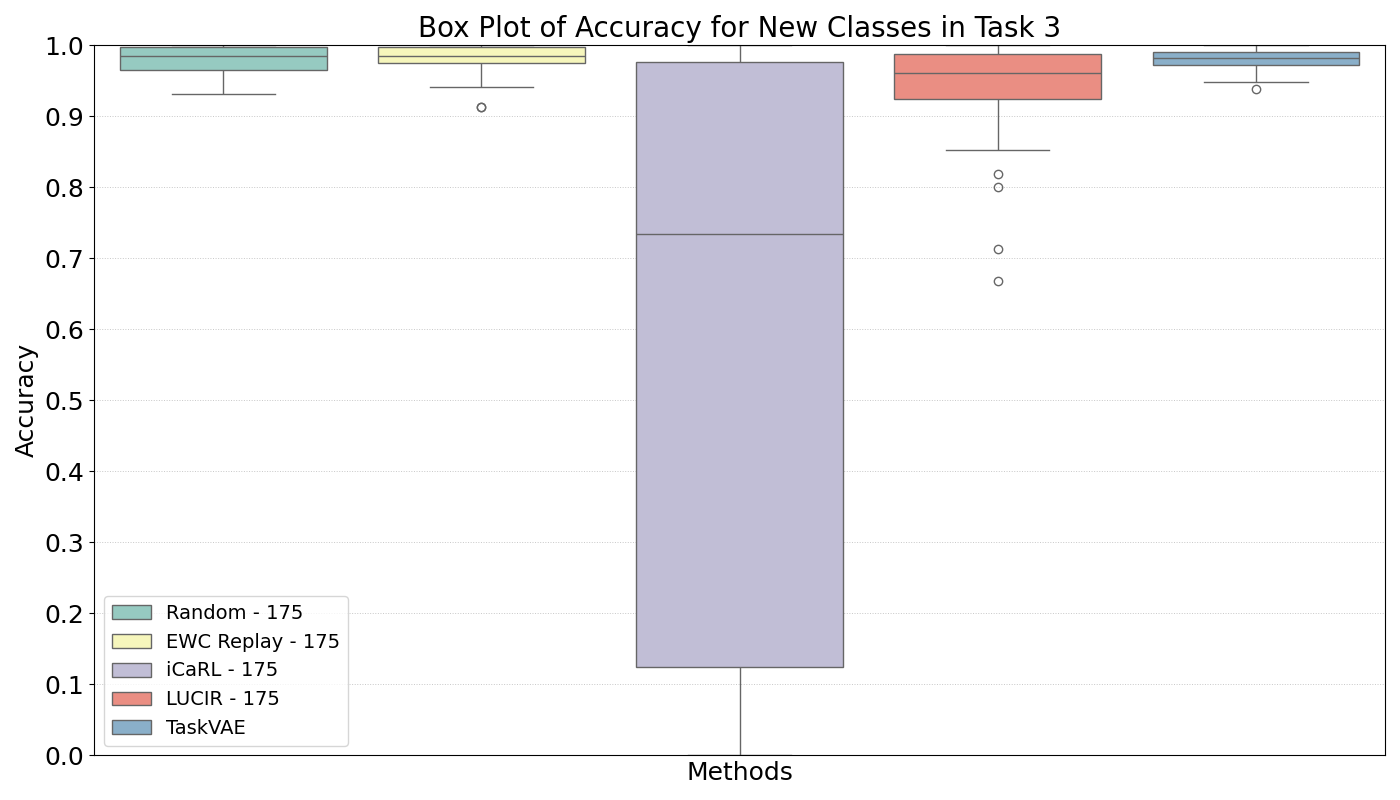 Box Plot of Accuracy for New Classes in Task 3
1.0
0.9
0.8
0.7
0.6
0.5
0.4
0.3
0.2
0.1
0.0
Accuracy
Random - 175
EWC Replay - 175
iCaRL - 175
LUCIR - 175
TaskVAE
Methods